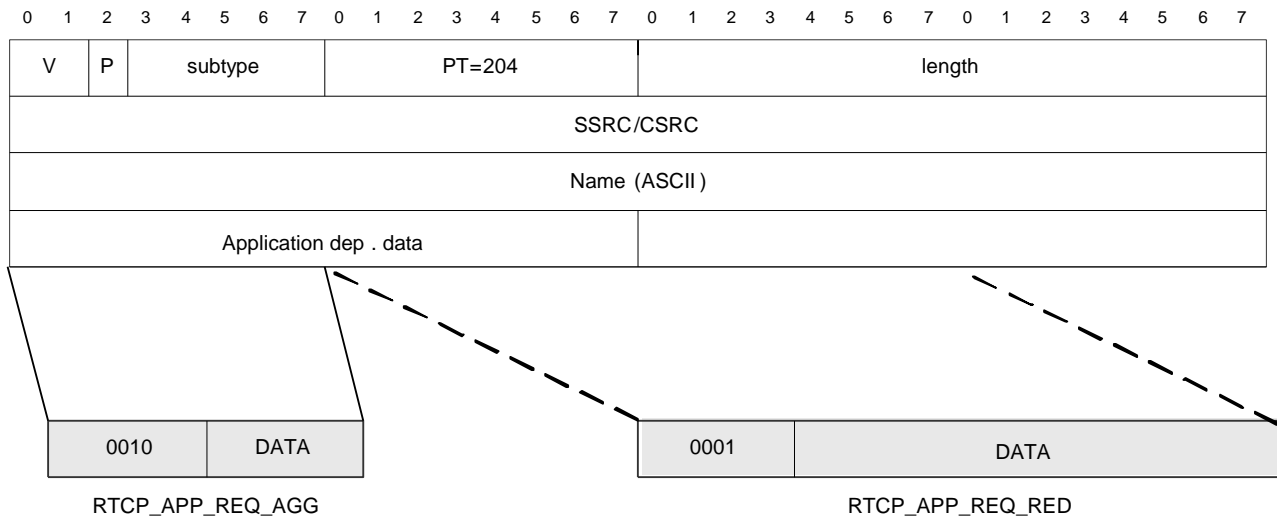 0 1 2 3 4 5 6 7 0 1 2 3 4 5 6 7 0 1 2 3 4 5 6 7 0 1 2 3 4 5 6 7
V P subtype PT=204 length
SSRC/CSRC
Name (ASCII)
Application dep . data
0010 DATA 0001 DATA
RTCP_APP_REQ_AGG RTCP_APP_REQ_RED